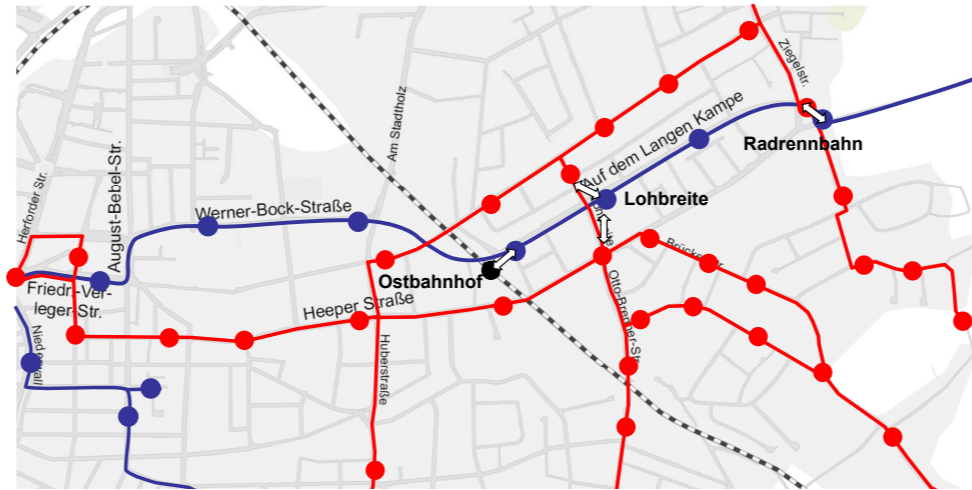 Ziegelstr.
Am Stadtholz
Auf dem Langen Kampe
Radrennbahn
Herforder Str.
August-Bebel-Str.
Werner-Bock-Straße
Lohbreite
Ostbahnhof
Friedr.-Ver-
leger-Str.
Heeper Straße
Otto-Brenner-Str.
Niederwall
Huberstraße